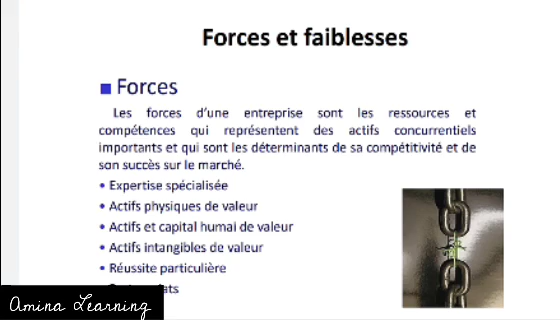 Forces et faiblesses
Forces
Les forces d'une entreprise sont les ressources et
compétences qui représentent des actifs concurrentiels
importants et qui sont les déterminants de sa compétitivité et de
son succès sur le marché.
• Expertise spécialisée
• Actifs physiques de valeur
• Actifs et capital humai de valeur
• Actifs intangibles de valeur
• Réussite particulière
Amina Learning